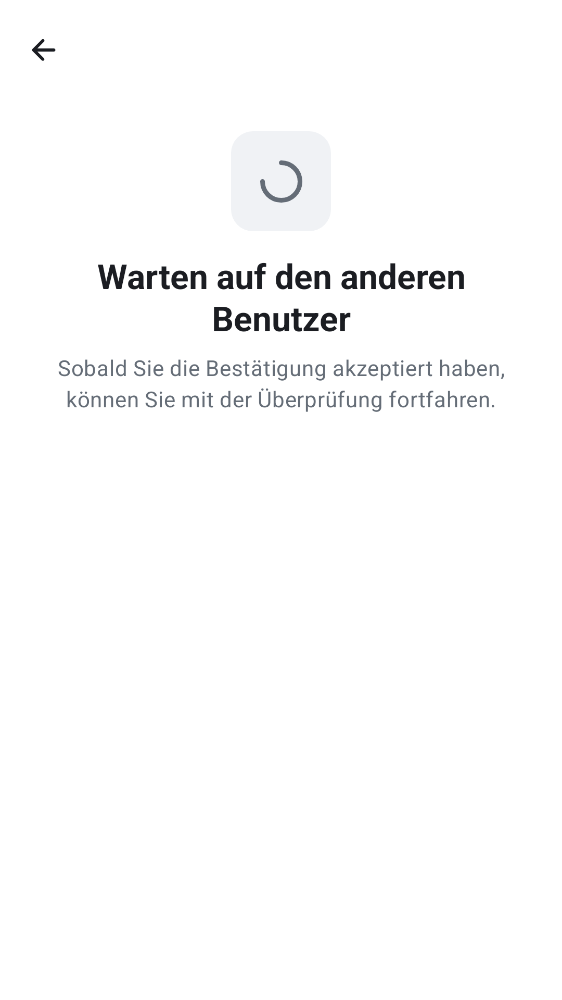 Warten auf den anderen
Benutzer
Sobald Sie die Bestätigung akzeptiert haben,
können Sie mit der Überprüfung fortfahren.